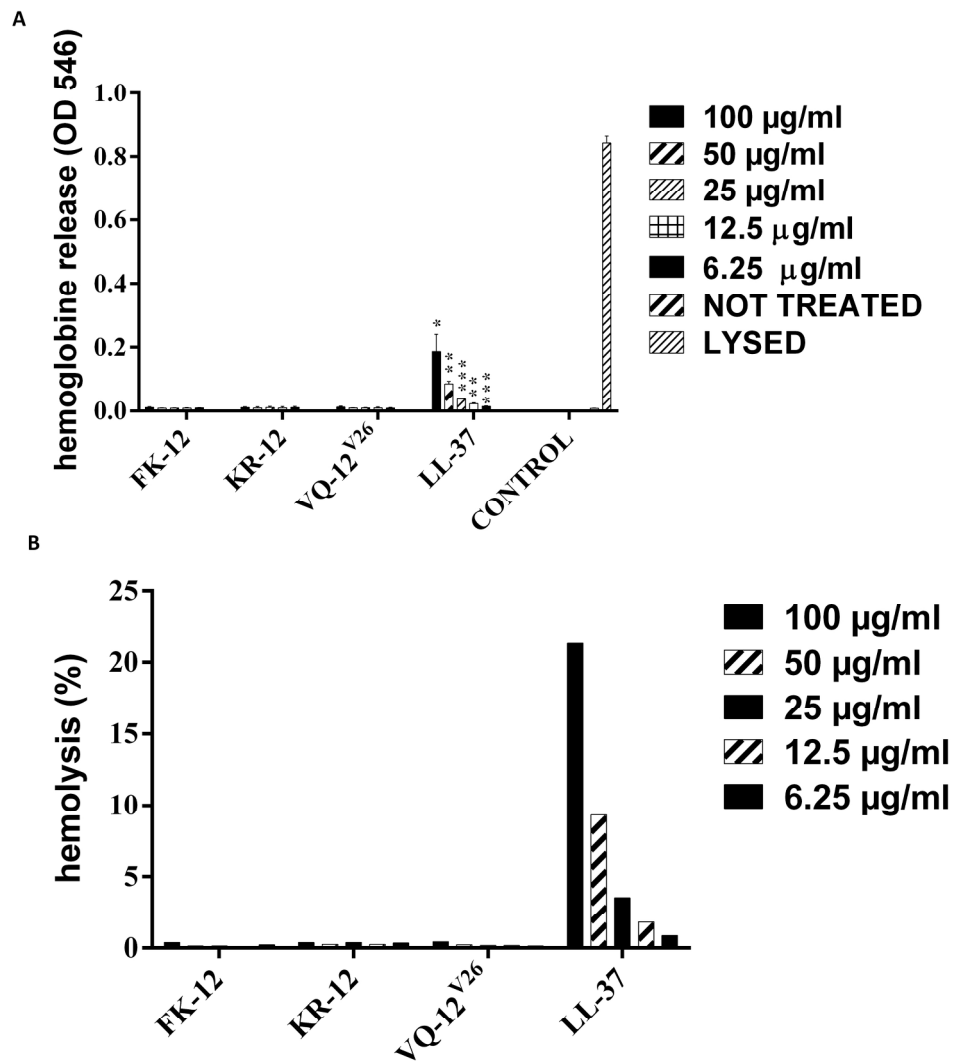 A
hemoglobine release (OD 546)
1.0
0.8
0.6
0.4
0.2
0.0
*
**
***
**
***
FK-12
KR-12
VQ-12V26
LL-37
CONTROL
100 µg/ml
50 µg/ml
25 µg/ml
12.5 µg/ml
6.25 µg/ml
NOT TREATED
LYSED
B
hemolysis (%)
25
20
15
10
5
0
FK-12
KR-12
VQ-12V26
LL-37
100 µg/ml
50 µg/ml
25 µg/ml
12.5 µg/ml
6.25 µg/ml